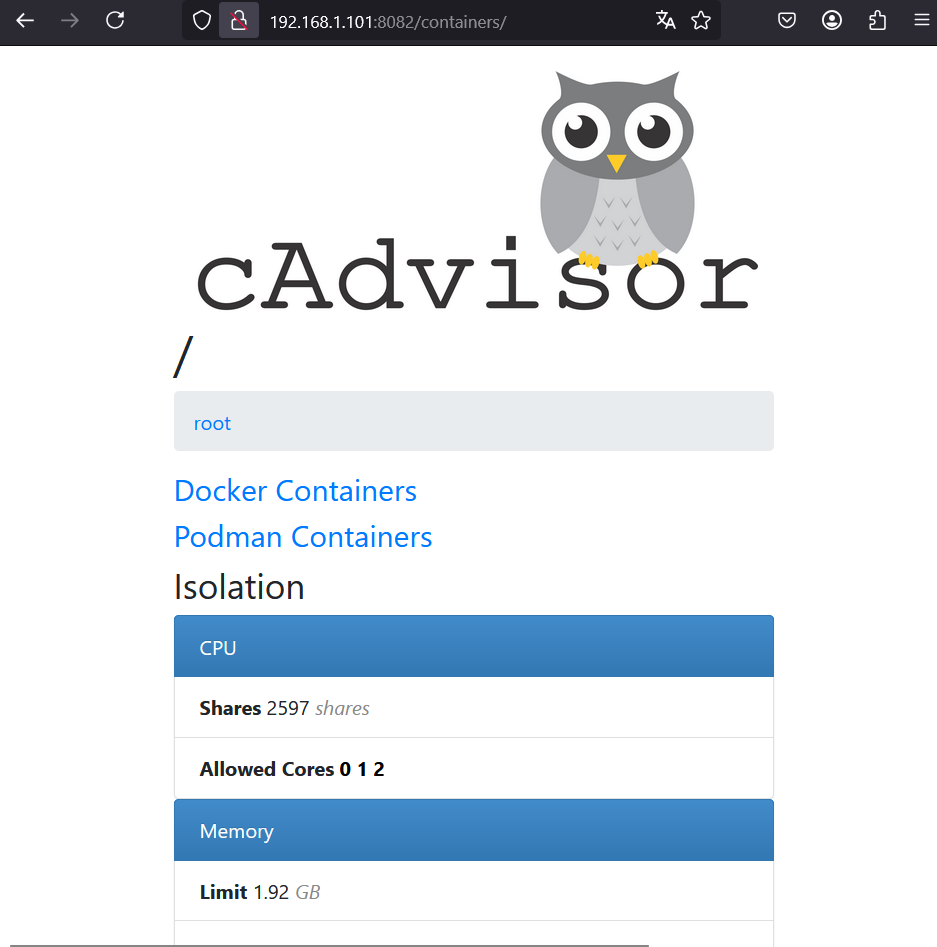 192.168.1.101:8082/containers/
cAdvisor
/
root
Docker Containers
Podman Containers
Isolation
CPU
Shares 2597 shares
Allowed Cores 0 1 2
Memory
Limit 1.92 GB